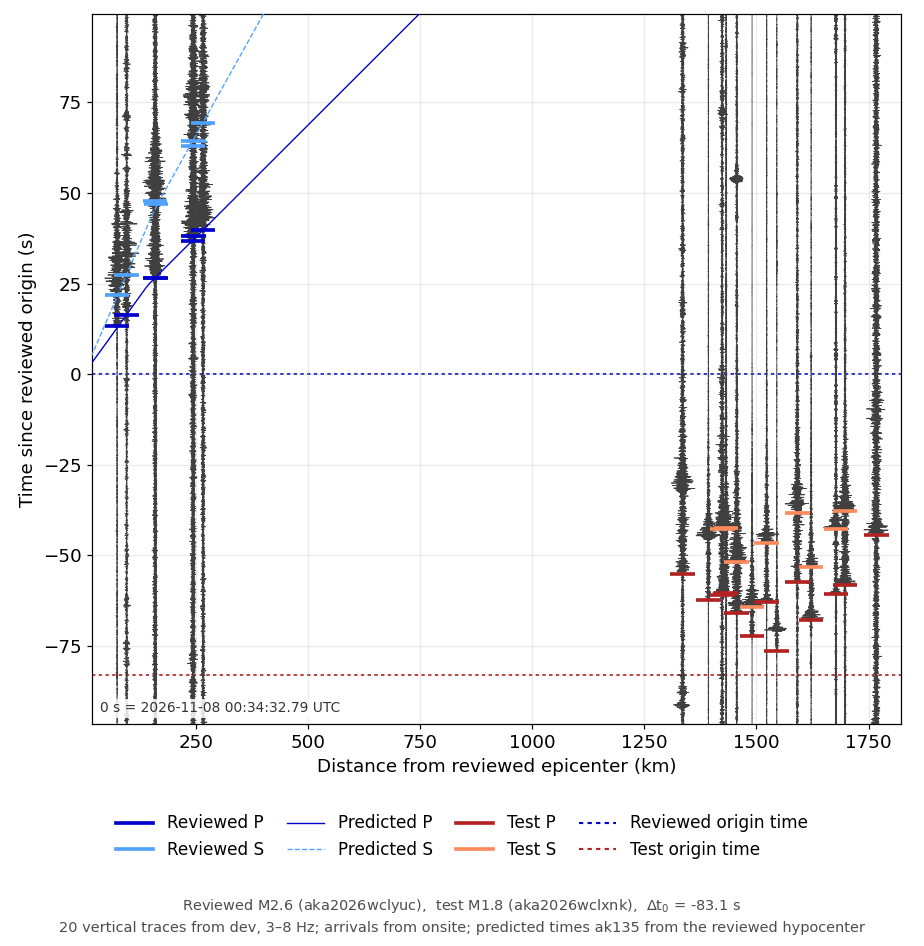 75
50
25
0
−25
−50
−75
Time since reviewed origin (s)
0 s = 2026-11-08 00:34:32.79 UTC
250 500 750 1000 1250 1500 1750
Distance from reviewed epicenter (km)
Reviewed P Predicted P Test P Reviewed origin time
Reviewed S Predicted S Test S Test origin time
Reviewed M2.6 (aka2026wclyuc), test M1.8 (aka2026wclxnk), Δt₀ = -83.1 s
20 vertical traces from dev, 3–8 Hz; arrivals from onsite; predicted times ak135 from the reviewed hypocenter